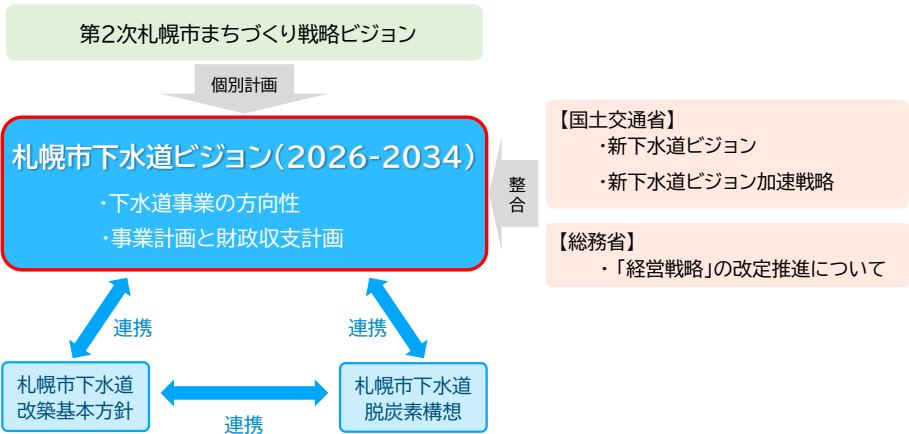 第2次札幌市まちづくり戦略ビジョン
個別計画
札幌市下水道ビジョン(2026-2034)
・下水道事業の方向性
・事業計画と財政収支計画
整合
【国土交通省】
・新下水道ビジョン
・新下水道ビジョン加速戦略
【総務省】
・「経営戦略」の改定推進について
連携
連携
札幌市下水道
改築基本方針
連携
札幌市下水道
脱炭素構想